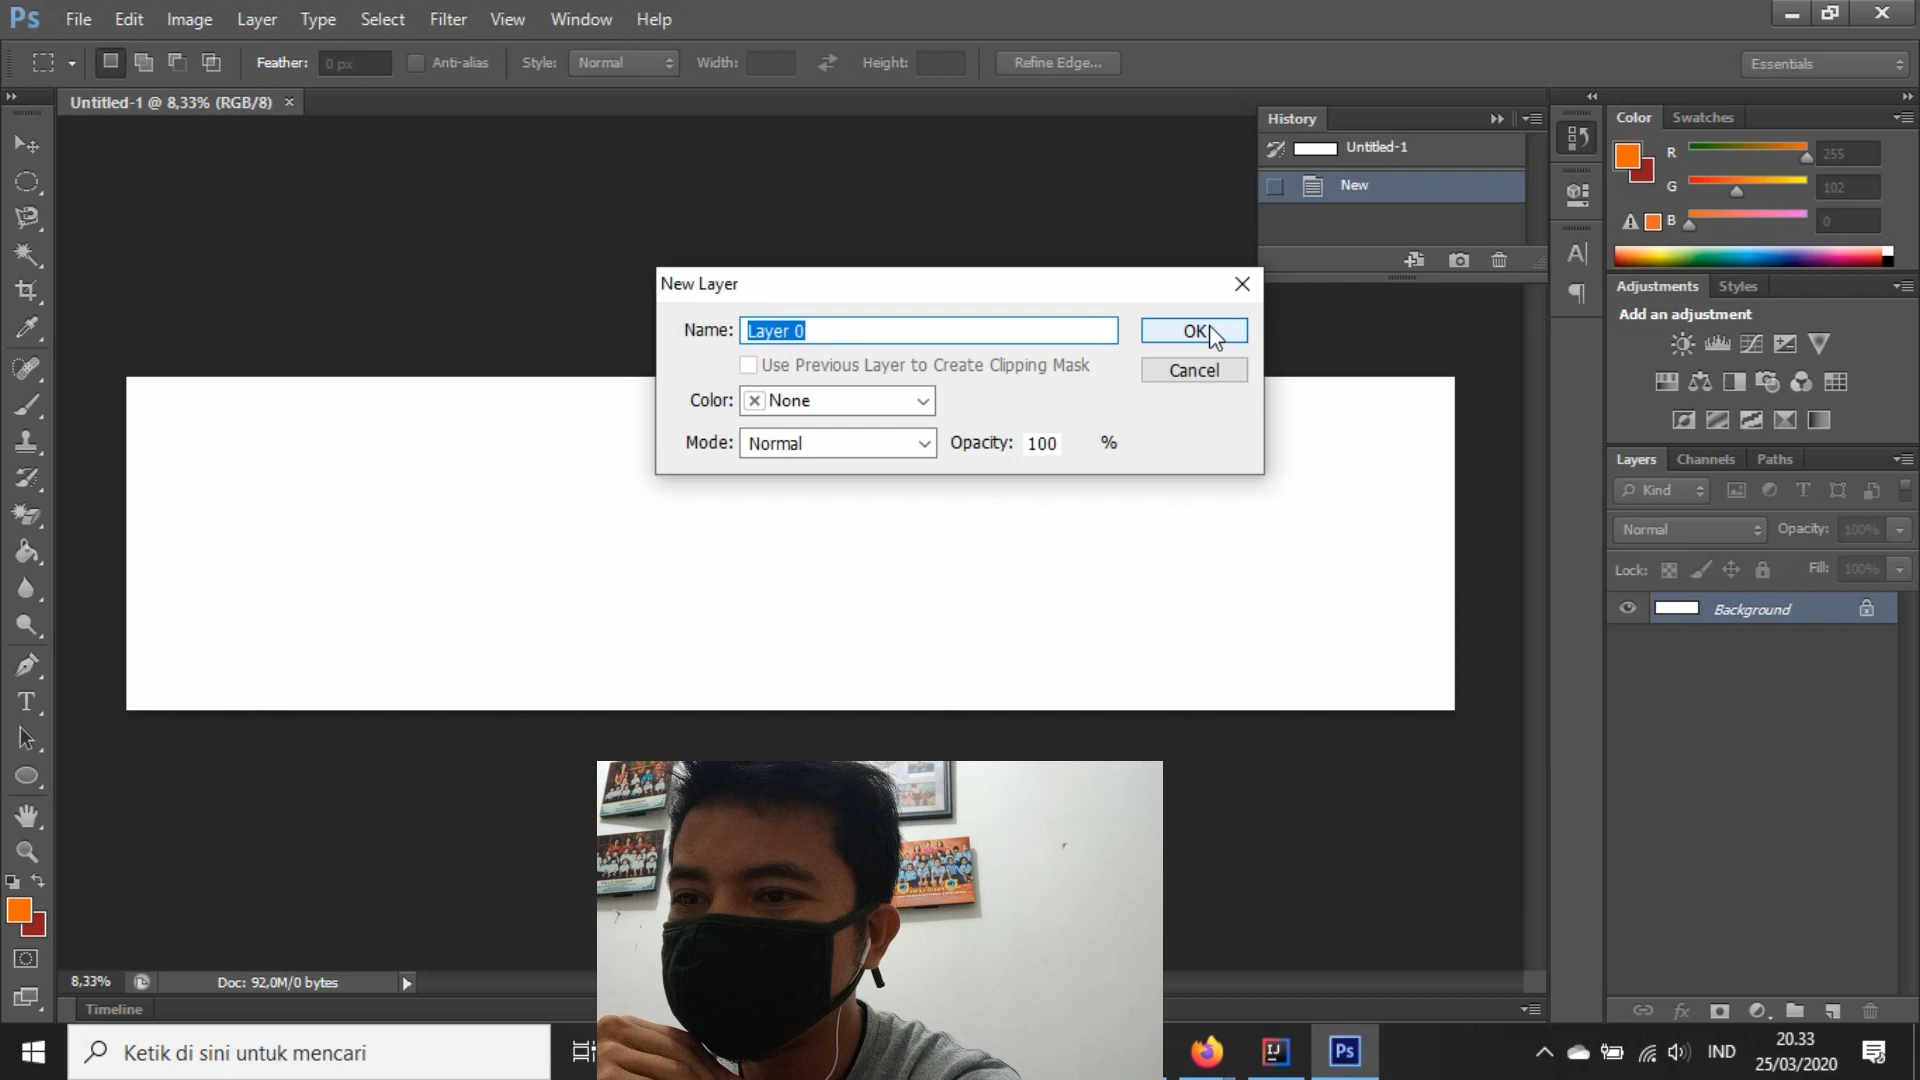 Ps File Edit Image Layer Type Select Filter View Window Help
Feather: 0 px Anti-alias Style: Normal Width: Height: Refine Edge... Essentials
Untitled-1 @ 8,33% (RGB/8) ×
History
Untitled-1
New
Color Swatches
R 255
G 102
B 0
Adjustments Styles
Add an adjustment
New Layer
Name: Layer 0 OK
Use Previous Layer to Create Clipping Mask Cancel
Color: None
Mode: Normal Opacity: 100 %
Layers Channels Paths
Kind
Normal Opacity: 100%
Lock: Fill: 100%
Background
8,33% Doc: 92,0M/0 bytes
Timeline
Ketik di sini untuk mencari
IJ
Ps
IND
20.33
25/03/2020